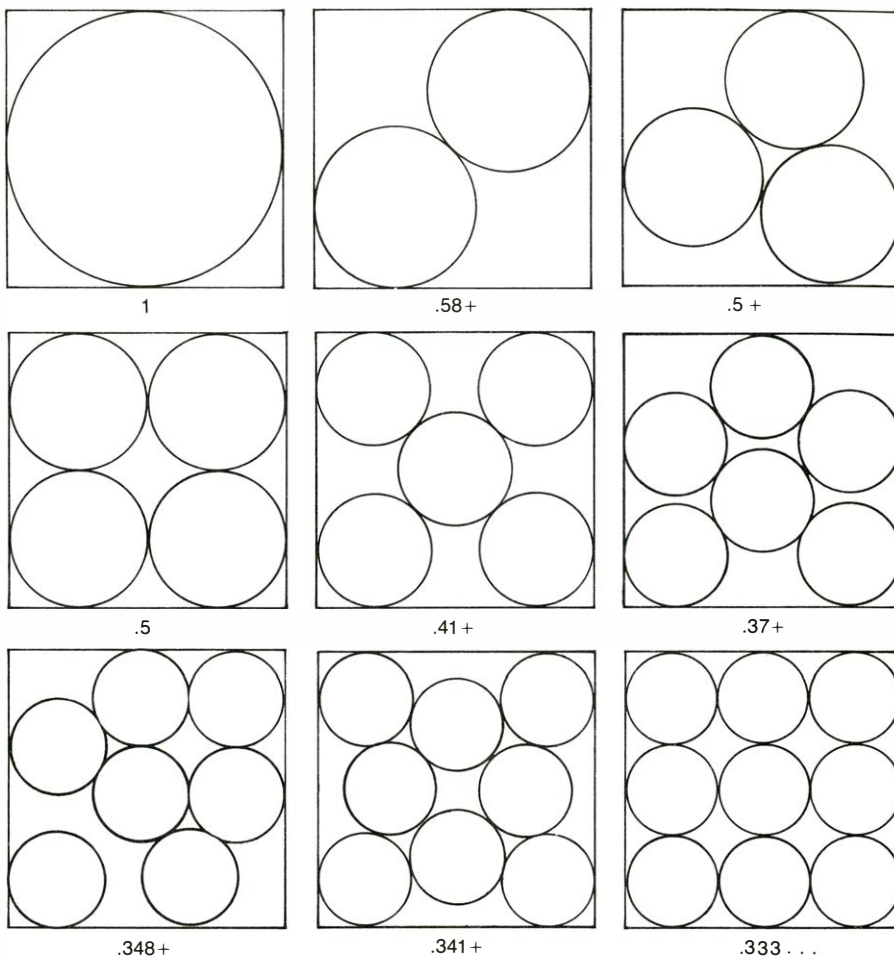 1 .58+ .5+
.5 .41+ .37+
.348+ .341+ .333 . . .